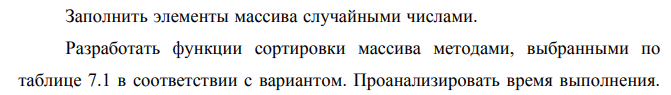 Заполнить элементы массива случайными числами.
Разработать функции сортировки массива методами, выбранными по
таблице 7.1 в соответствии с вариантом. Проанализировать время выполнения.